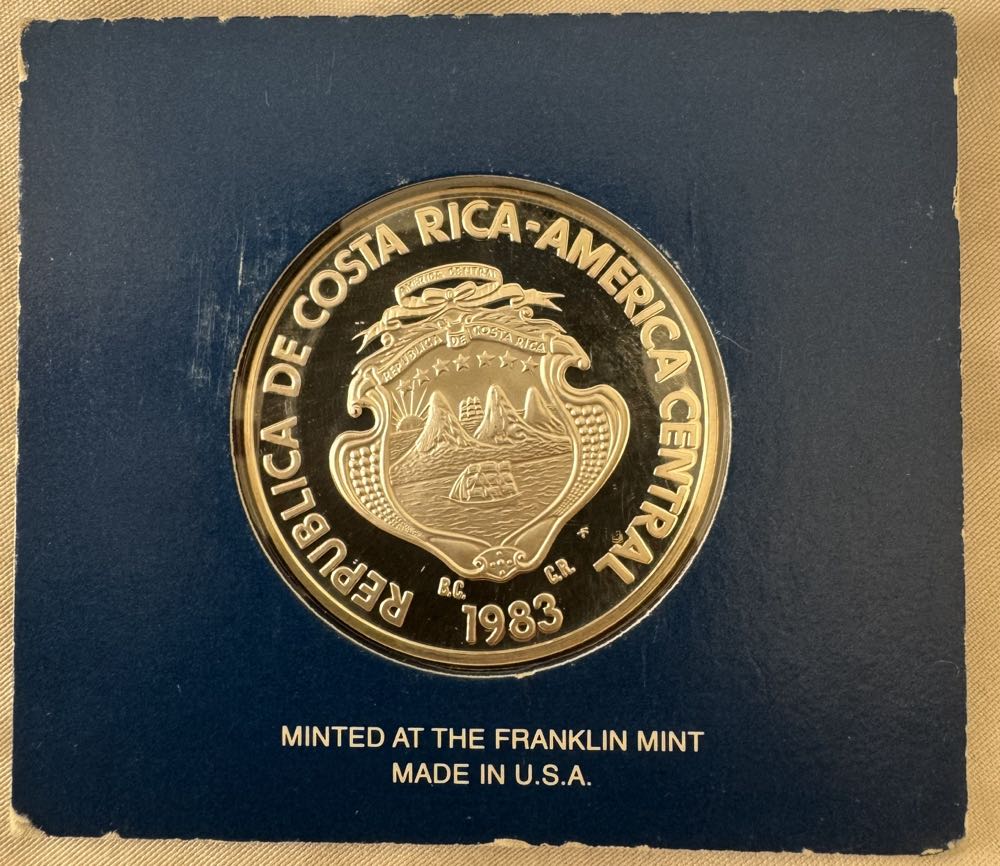 REPUBLICA DE COSTA RICA-AMERICA CENTRAL
AMERICA CENTRAL
REPUBLICA DE COSTA RICA
B.C. C.R.
1983
MINTED AT THE FRANKLIN MINT
MADE IN U.S.A.